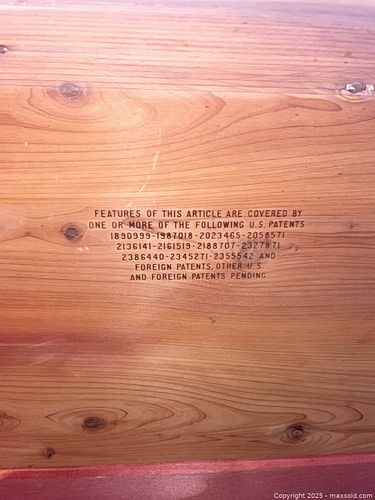 FEATURES OF THIS ARTICLE ARE COVERED BY
ONE OR MORE OF THE FOLLOWING U.S. PATENTS
1890999-1987018-2023465-2058571
2136141-2161519-2188707-2327871
2386440-2345271-2355542 AND
FOREIGN PATENTS, OTHER U.S.
AND FOREIGN PATENTS PENDING
Copyright 2025 - maxsold.com